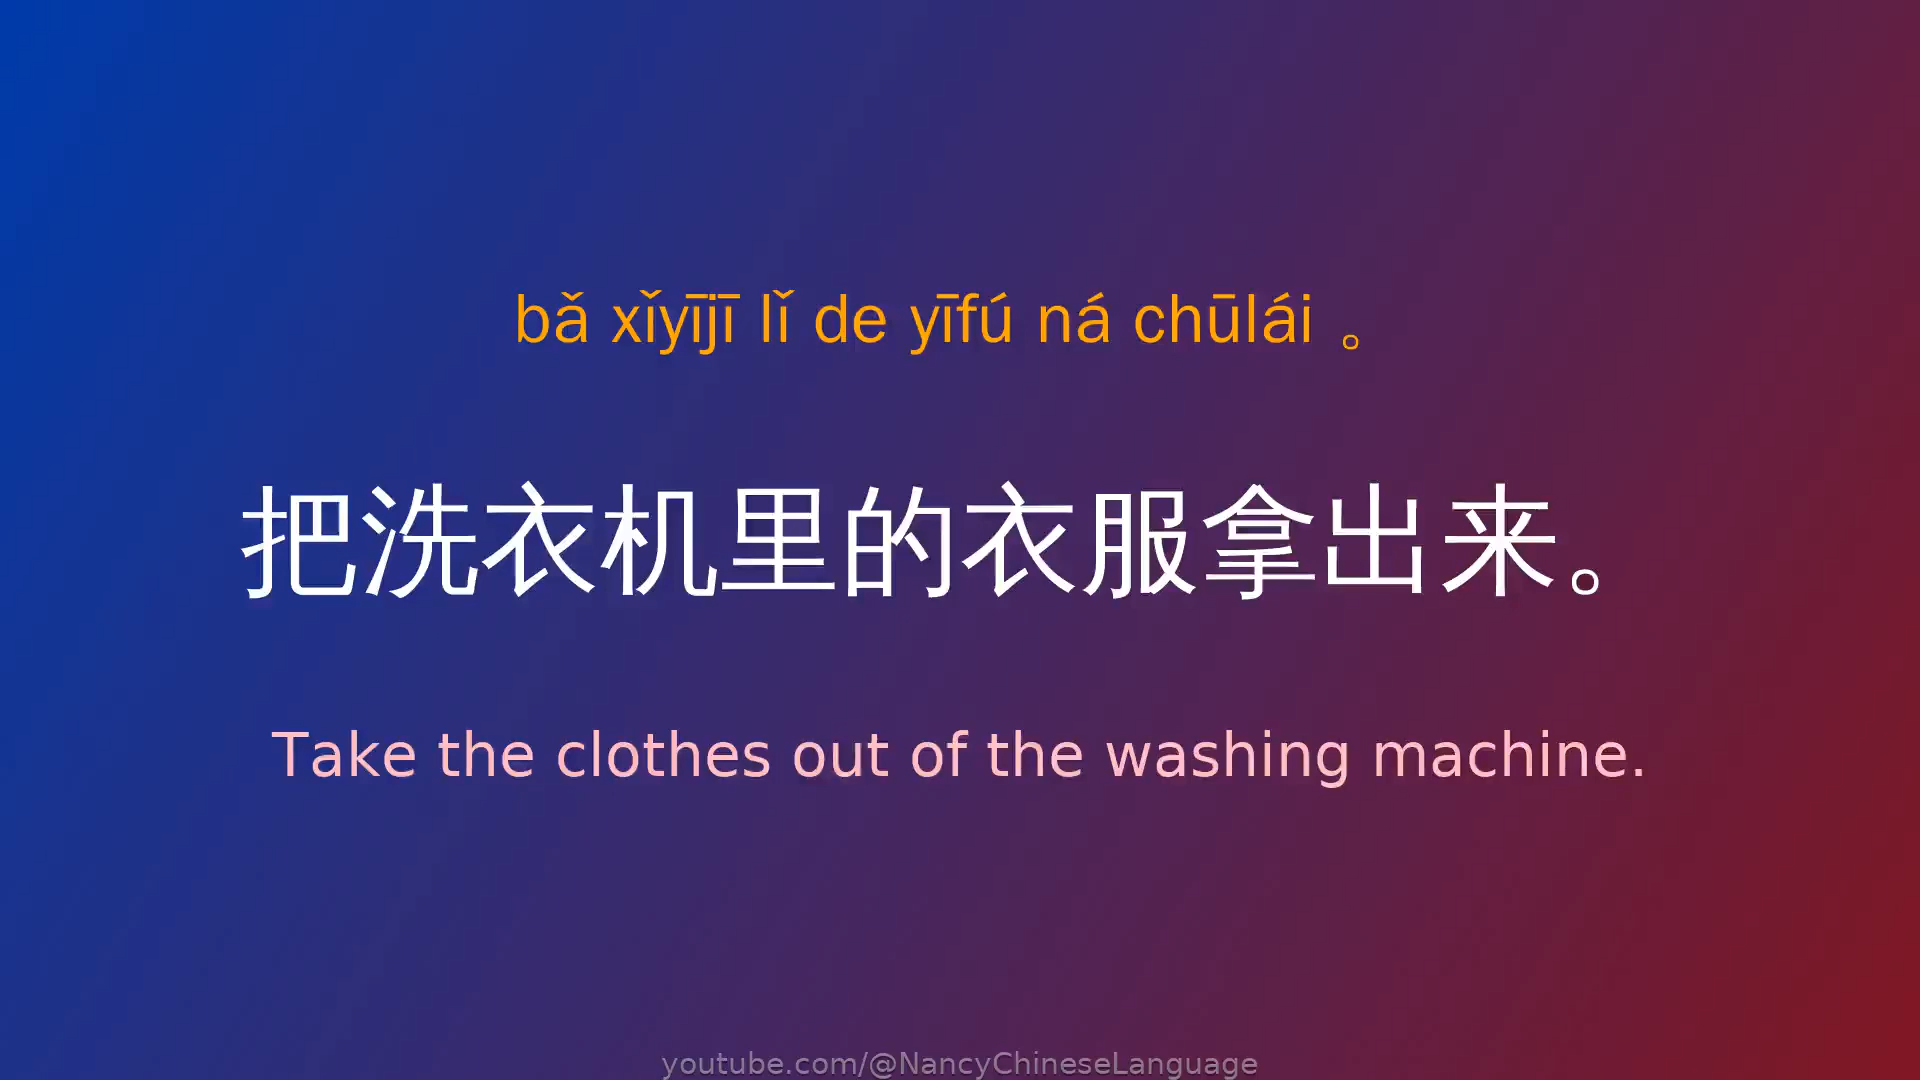 bǎ xǐyījī lǐ de yīfú ná chūlái 。
把洗衣机里的衣服拿出来。
Take the clothes out of the washing machine.
youtube.com/@NancyChineseLanguage